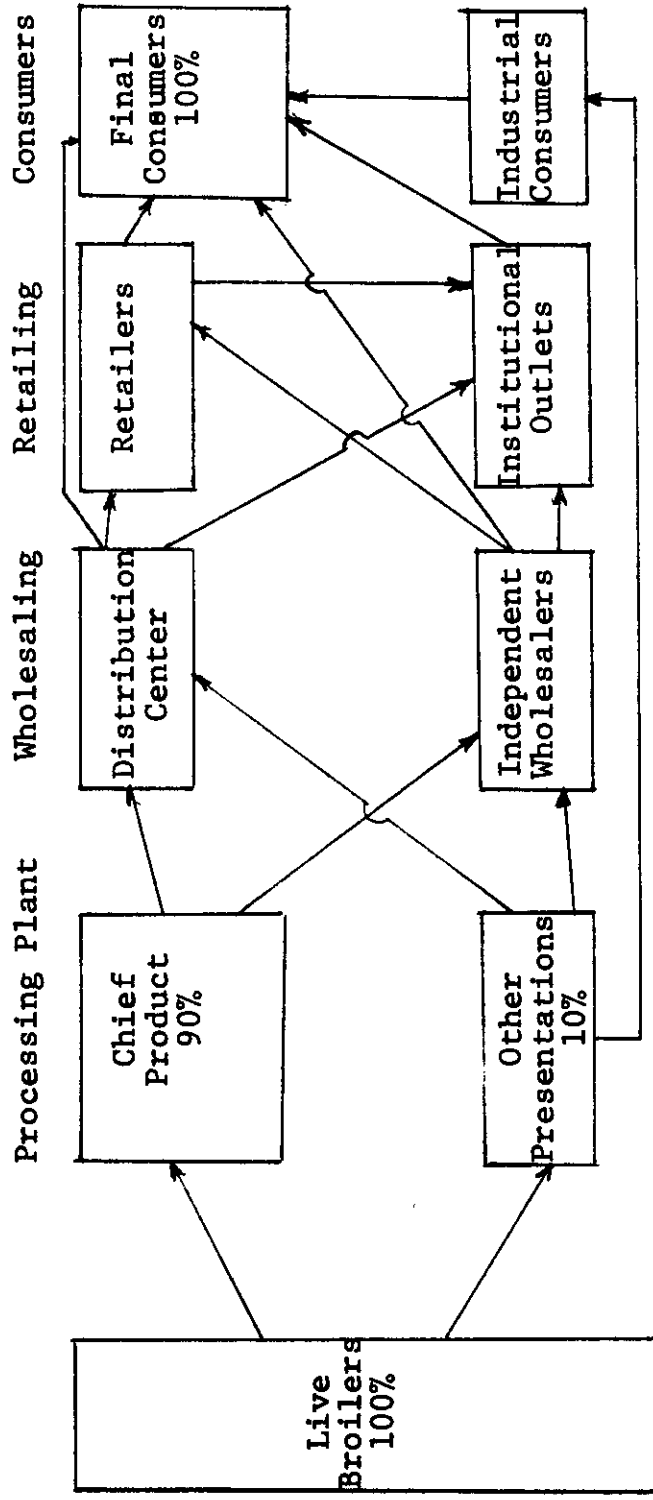 Processing Plant
Wholesaling
Retailing
Consumers
Live
Broilers
100%
Chief
Product
90%
Other
Presentations
10%
Distribution
Center
Independent
Wholesalers
Retailers
Institutional
Outlets
Final
Consumers
100%
Industrial
Consumers